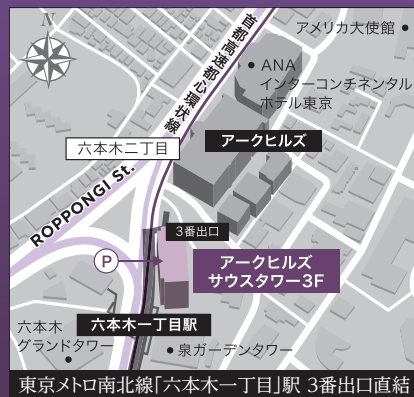 N
アメリカ大使館
ANA
インターコンチネンタル
ホテル東京
首都高速都心環状線
アークヒルズ
六本木二丁目
ROPPONGI St.
3番出口
P
アークヒルズ
サウスタワー3F
六本木一丁目駅
六本木
グランドタワー
泉ガーデンタワー
東京メトロ南北線「六本木一丁目」駅 3番出口直結